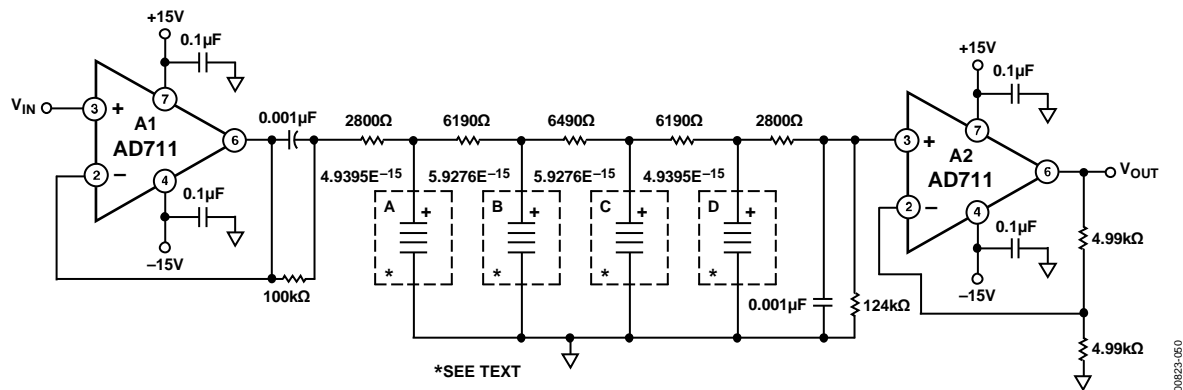 +15V
0.1µF
VIN
3
+
7
A1
AD711
6
2
–
4
0.1µF
–15V
0.001µF
100kΩ
2800Ω
6190Ω
6490Ω
6190Ω
2800Ω
4.9395E–15
5.9276E–15
5.9276E–15
4.9395E–15
A
+
*
B
+
*
C
+
*
D
+
*
0.001µF
124kΩ
*SEE TEXT
+15V
0.1µF
3
+
7
A2
AD711
6
VOUT
2
–
4
0.1µF
–15V
4.99kΩ
4.99kΩ
00823-050